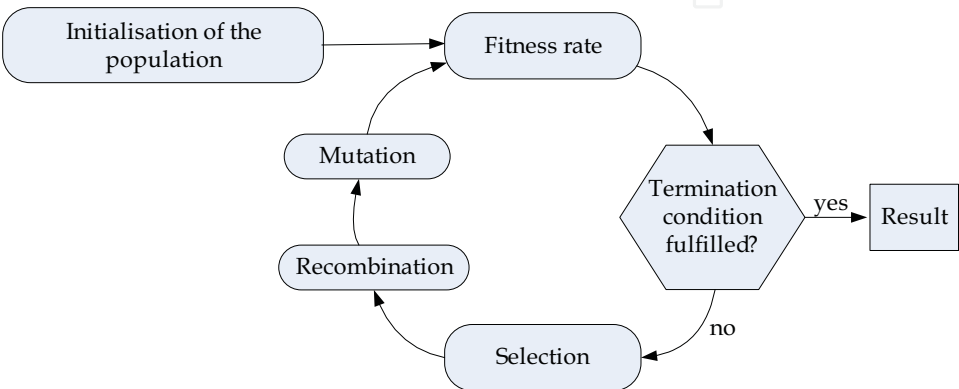 Initialisation of the
population
Fitness rate
Mutation
Termination
condition
fulfilled?
yes
Result
Recombination
no
Selection